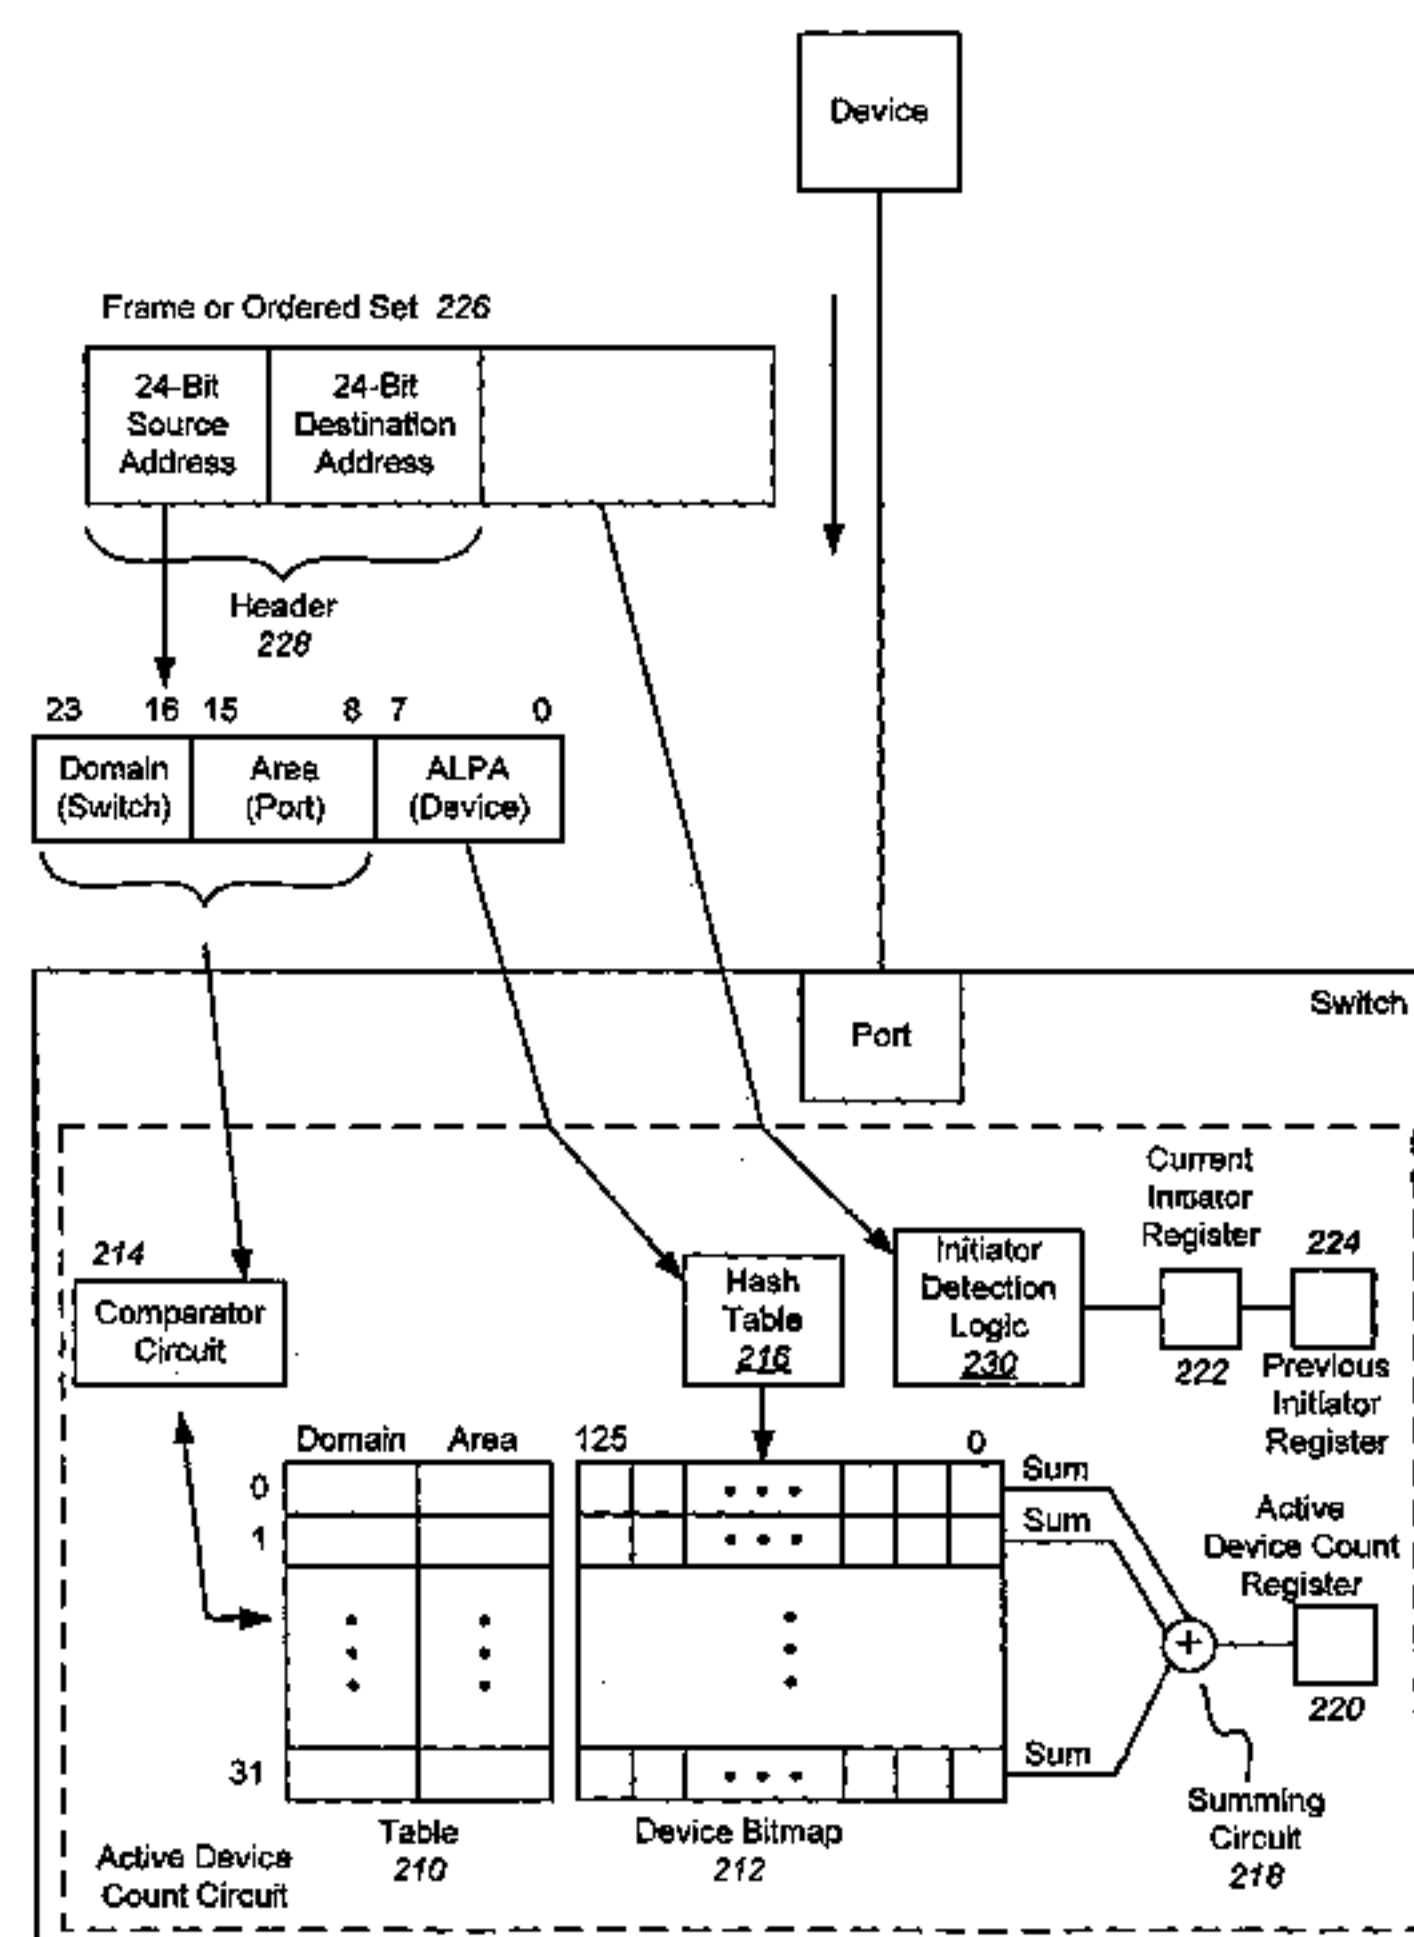 Device
Frame or Ordered Set 226
24-Bit
Source
Address
24-Bit
Destination
Address
Header
228
23 16 15 8 7 0
Domain
(Switch)
Area
(Port)
ALPA
(Device)
Switch
Port
Current
Initiator
Register
214
224
Comparator
Circuit
Hash
Table
216
Initiator
Detection
Logic
230
222
Previous
Initiator
Register
Domain Area 125 0
0
Sum
1
Sum
Active
Device Count
Register
220
31
Sum
Summing
Circuit
218
Table
210
Device Bitmap
212
Active Device
Count Circuit